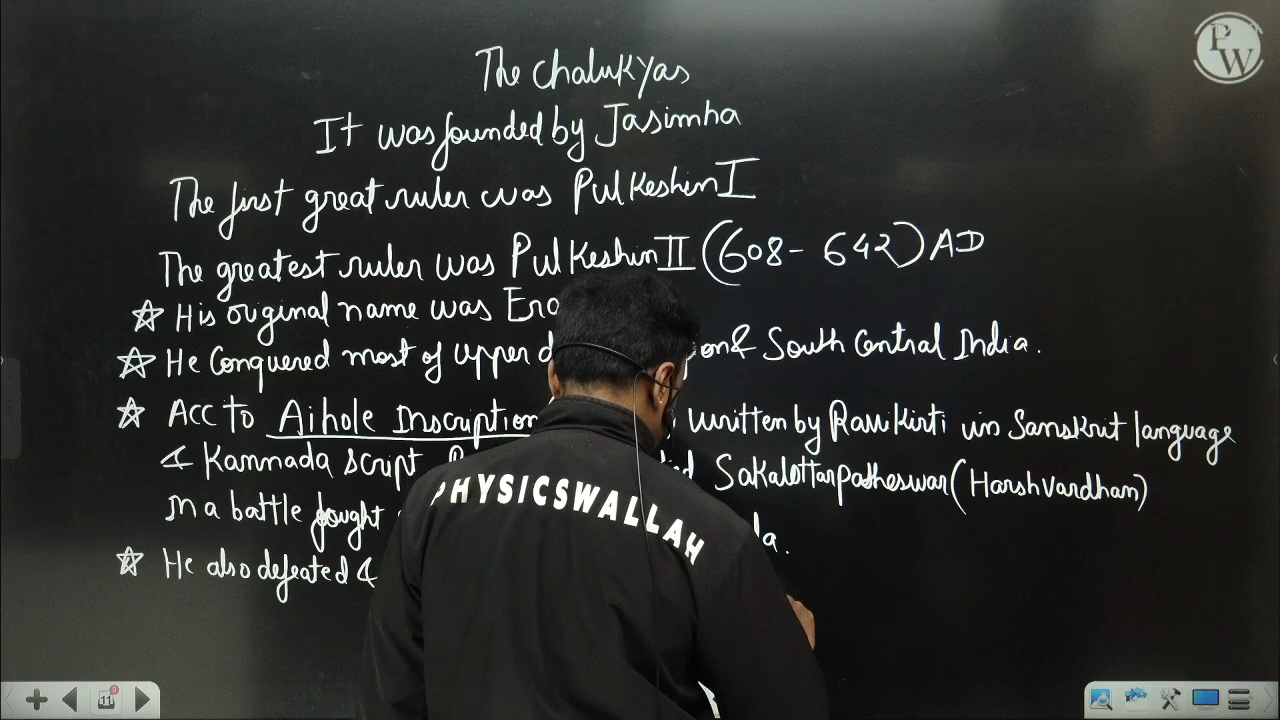 PW
The Chalukyas
It was founded by Jasimha
The first great ruler was Pulkeshin I
The greatest ruler was Pulkeshin II (608 - 642) AD
☆ His original name was Era
☆ He Conquered most of upper d & South Central India.
☆ Acc to Aihole Inscription written by Ravikirti in Sanskrit language
& Kannada script Sakalottarpatheswar (Harshvardhan)
In a battle fought
☆ He also defeated &
PHYSICSWALLAH
11